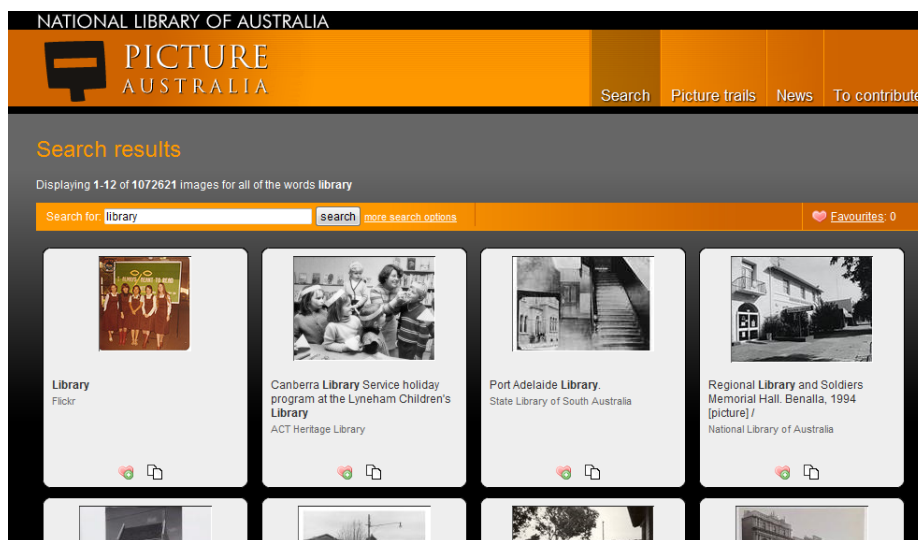 NATIONAL LIBRARY OF AUSTRALIA
PICTURE
AUSTRALIA
Search
Picture trails
News
To contribute
Search results
Displaying 1-12 of 1072621 images for all of the words library
Search for: library search more search options
Favourites: 0
Library
Flickr
Canberra Library Service holiday
program at the Lyneham Children's
Library
ACT Heritage Library
Port Adelaide Library.
State Library of South Australia
Regional Library and Soldiers
Memorial Hall. Benalla, 1994
[picture] /
National Library of Australia